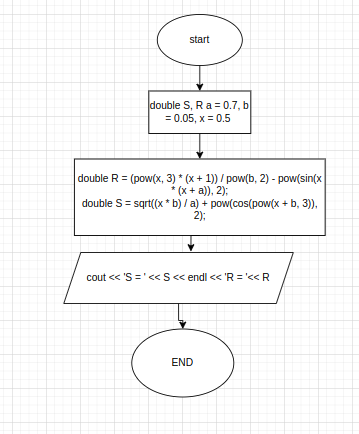 start
double S, R a = 0.7, b
= 0.05, x = 0.5
double R = (pow(x, 3) * (x + 1)) / pow(b, 2) - pow(sin(x
* (x + a)), 2);
double S = sqrt((x * b) / a) + pow(cos(pow(x + b, 3)),
2);
cout << 'S = ' << S << endl << 'R = '<< R
END